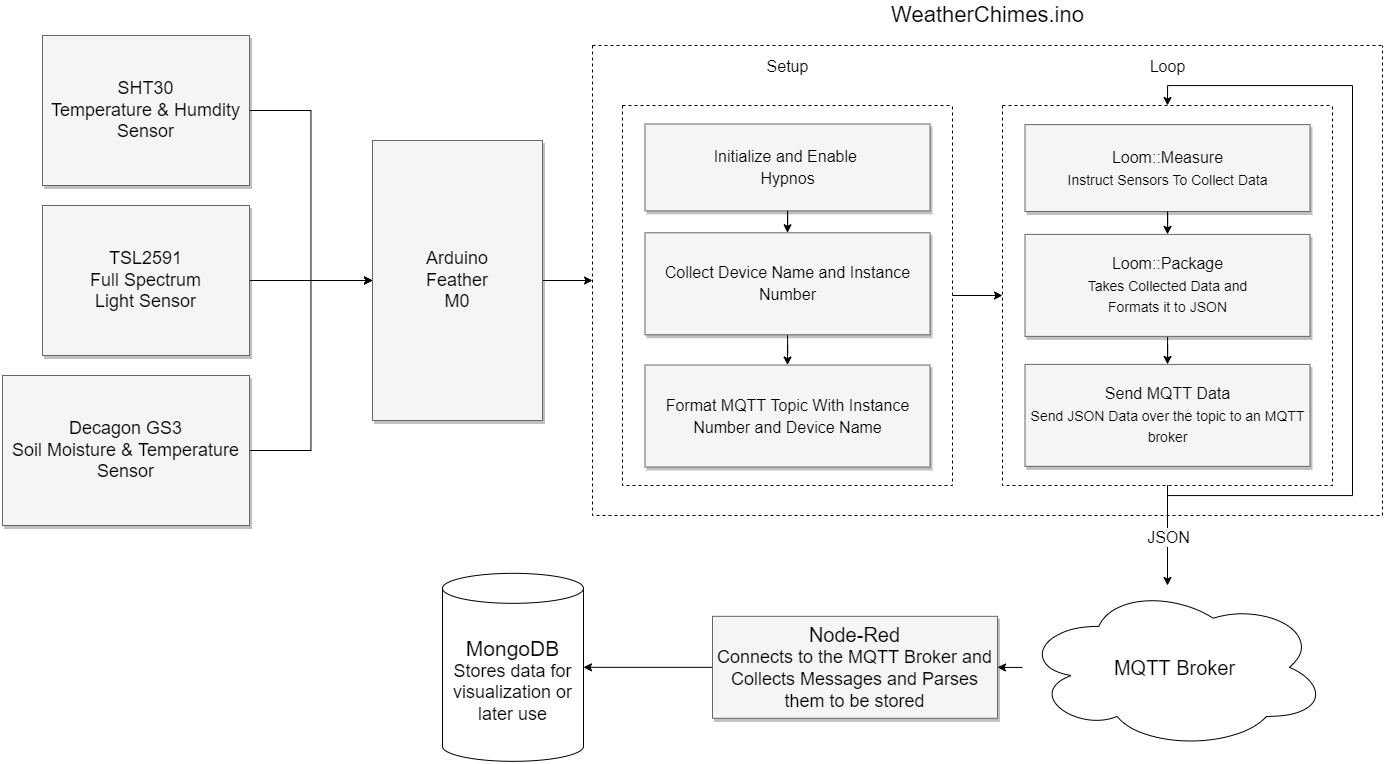 WeatherChimes.ino
SHT30
Temperature & Humdity
Sensor
TSL2591
Full Spectrum
Light Sensor
Decagon GS3
Soil Moisture & Temperature
Sensor
Arduino
Feather
M0
Setup
Initialize and Enable
Hypnos
Collect Device Name and Instance
Number
Format MQTT Topic With Instance
Number and Device Name
Loop
Loom::Measure
Instruct Sensors To Collect Data
Loom::Package
Takes Collected Data and
Formats it to JSON
Send MQTT Data
Send JSON Data over the topic to an MQTT
broker
JSON
MQTT Broker
Node-Red
Connects to the MQTT Broker and
Collects Messages and Parses
them to be stored
MongoDB
Stores data for
visualization or
later use